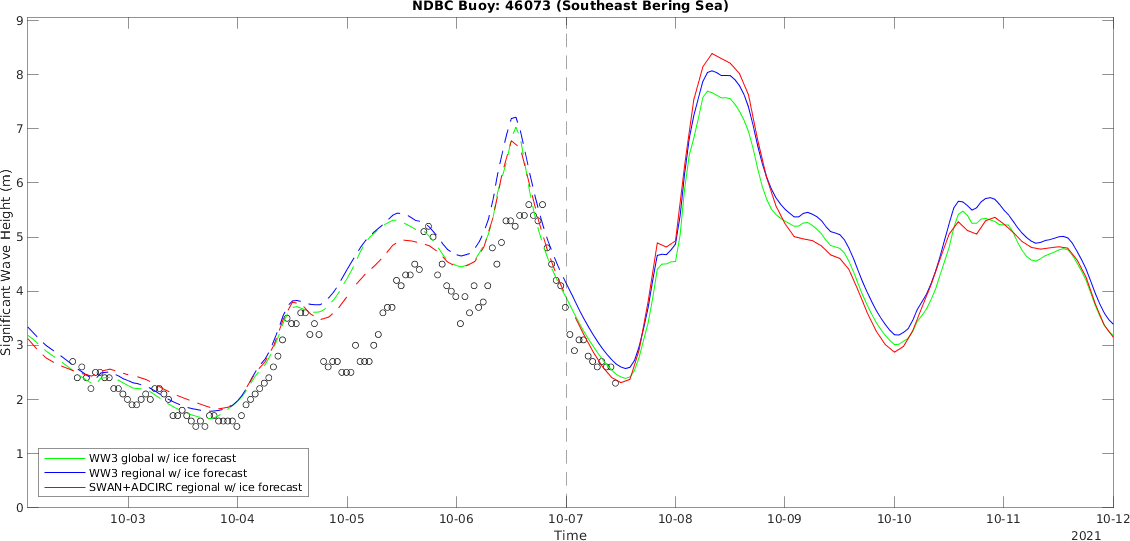 NDBC Buoy: 46073 (Southeast Bering Sea)
Significant Wave Height (m)
9
8
7
6
5
4
3
2
1
0
WW3 global w/ ice forecast
WW3 regional w/ ice forecast
SWAN+ADCIRC regional w/ ice forecast
10-03 10-04 10-05 10-06 10-07 10-08 10-09 10-10 10-11 10-12
Time
2021